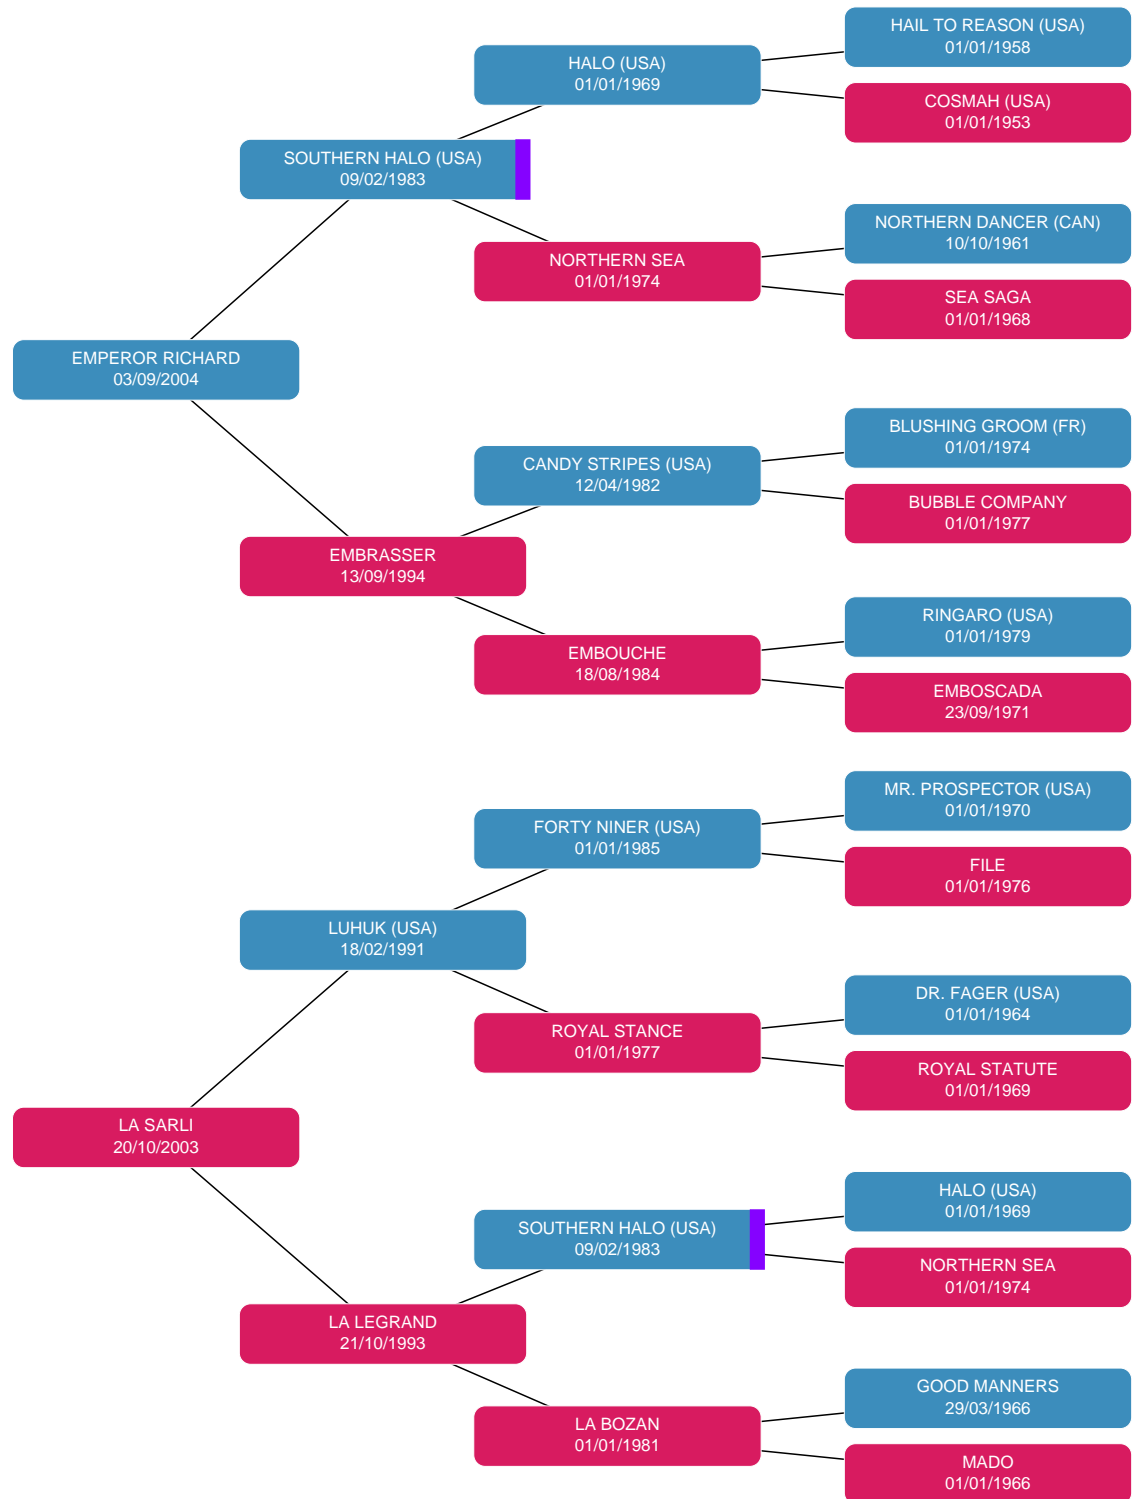 HAIL TO REASON (USA)
01/01/1958
HALO (USA)
01/01/1969
COSMAH (USA)
01/01/1953
SOUTHERN HALO (USA)
09/02/1983
NORTHERN DANCER (CAN)
10/10/1961
NORTHERN SEA
01/01/1974
SEA SAGA
01/01/1968
EMPEROR RICHARD
03/09/2004
BLUSHING GROOM (FR)
01/01/1974
CANDY STRIPES (USA)
12/04/1982
BUBBLE COMPANY
01/01/1977
EMBRASSER
13/09/1994
RINGARO (USA)
01/01/1979
EMBOUCHE
18/08/1984
EMBOSCADA
23/09/1971
MR. PROSPECTOR (USA)
01/01/1970
FORTY NINER (USA)
01/01/1985
FILE
01/01/1976
LUHUK (USA)
18/02/1991
DR. FAGER (USA)
01/01/1964
ROYAL STANCE
01/01/1977
ROYAL STATUTE
01/01/1969
LA SARLI
20/10/2003
HALO (USA)
01/01/1969
SOUTHERN HALO (USA)
09/02/1983
NORTHERN SEA
01/01/1974
LA LEGRAND
21/10/1993
GOOD MANNERS
29/03/1966
LA BOZAN
01/01/1981
MADO
01/01/1966